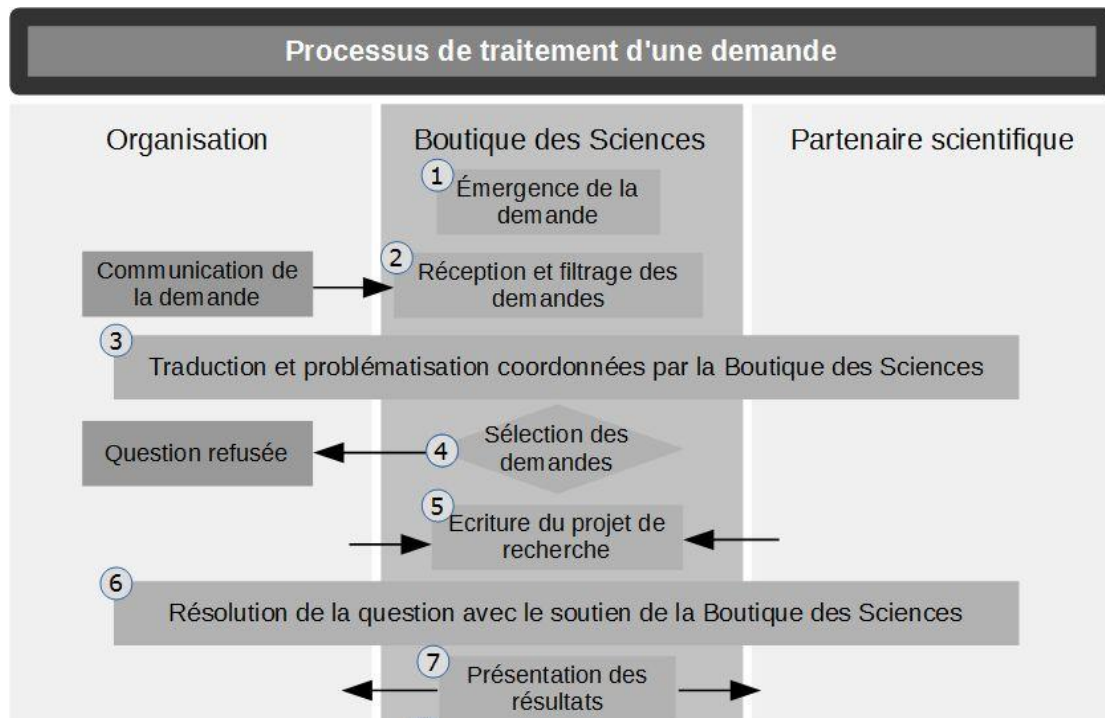 Processus de traitement d'une demande
Organisation
Boutique des Sciences
Partenaire scientifique
1
Émergence de la
demande
Communication de
la demande
2
Réception et filtrage des
demandes
3
Traduction et problématisation coordonnées par la Boutique des Sciences
Question refusée
4
Sélection des
demandes
5
Ecriture du projet de
recherche
6
Résolution de la question avec le soutien de la Boutique des Sciences
7
Présentation des
résultats